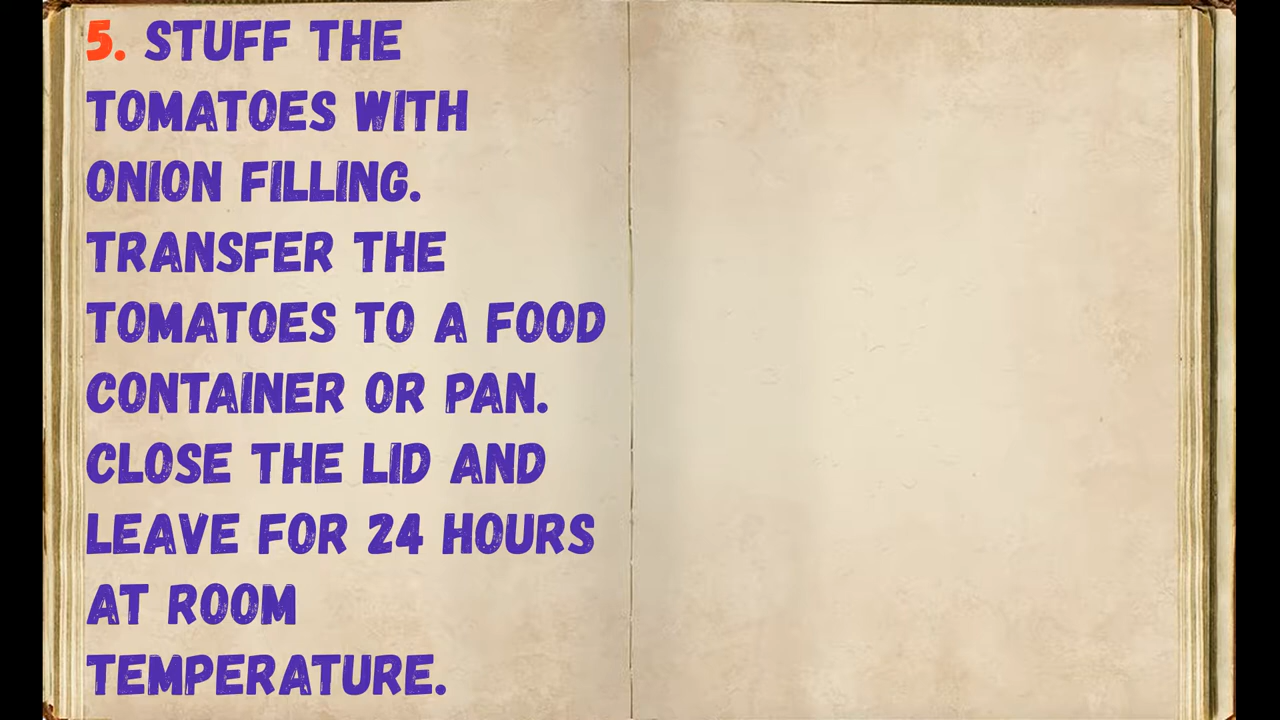 5. STUFF THE
TOMATOES WITH
ONION FILLING.
TRANSFER THE
TOMATOES TO A FOOD
CONTAINER OR PAN.
CLOSE THE LID AND
LEAVE FOR 24 HOURS
AT ROOM
TEMPERATURE.